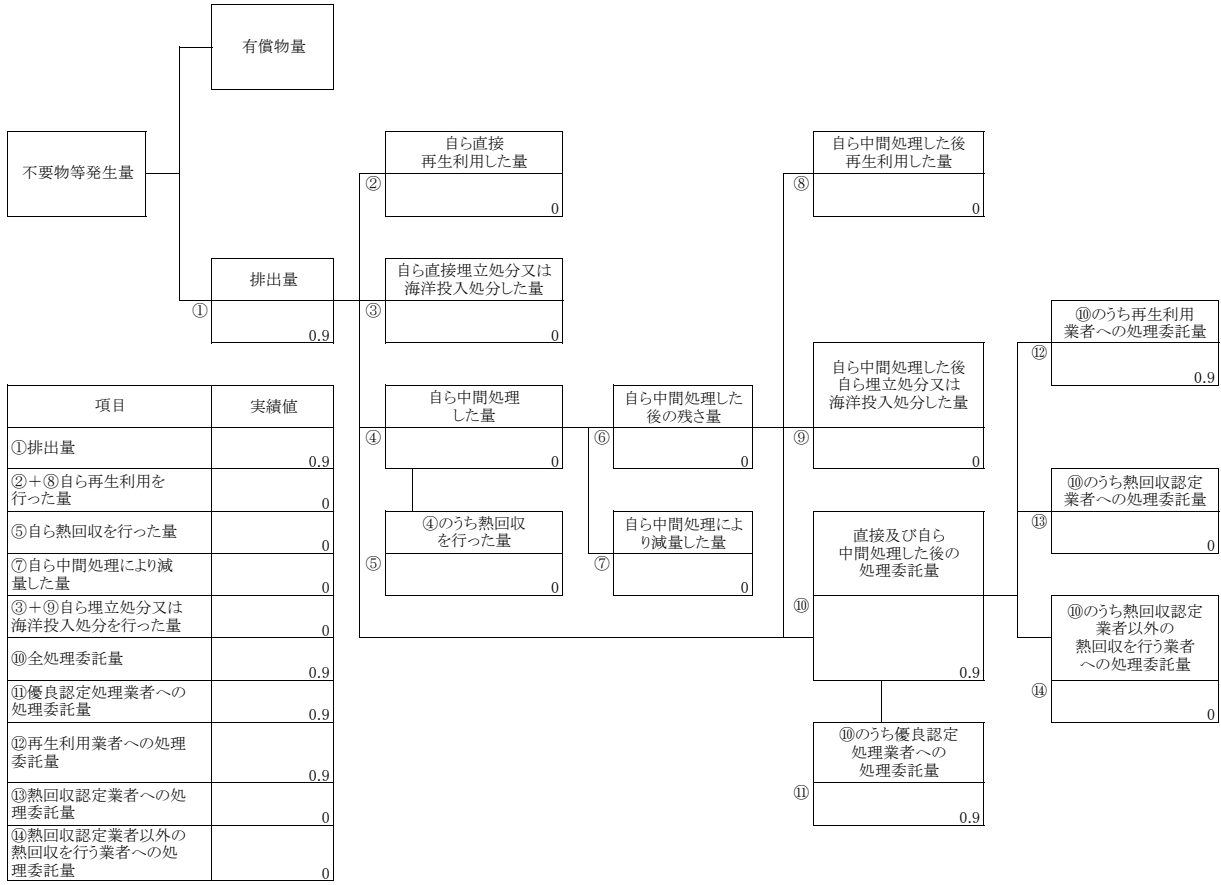 有償物量
不要物等発生量
排出量
①
0.9
自ら直接
再生利用した量
②
0
自ら直接埋立処分又は
海洋投入処分した量
③
0
自ら中間処理
した量
④
0
④のうち熱回収
を行った量
⑤
0
自ら中間処理した
後の残さ量
⑥
0
自ら中間処理によ
り減量した量
⑦
0
自ら中間処理した後
再生利用した量
⑧
0
自ら中間処理した後
自ら埋立処分又は
海洋投入処分した量
⑨
0
直接及び自ら
中間処理した後の
処理委託量
⑩
0.9
⑩のうち優良認定
処理業者への
処理委託量
⑪
0.9
⑩のうち再生利用
業者への処理委託量
⑫
0.9
⑩のうち熱回収認定
業者への処理委託量
⑬
0
⑩のうち熱回収認定
業者以外の
熱回収を行う業者
への処理委託量
⑭
0
項目 実績値
①排出量
0.9
②+⑧自ら再生利用を
行った量
0
⑤自ら熱回収を行った量
0
⑦自ら中間処理により減
量した量
0
③+⑨自ら埋立処分又は
海洋投入処分を行った量
0
⑩全処理委託量
0.9
⑪優良認定処理業者への
処理委託量
0.9
⑫再生利用業者への処理
委託量
0.9
⑬熱回収認定業者への処
理委託量
0
⑭熱回収認定業者以外の
熱回収を行う業者への処
理委託量
0